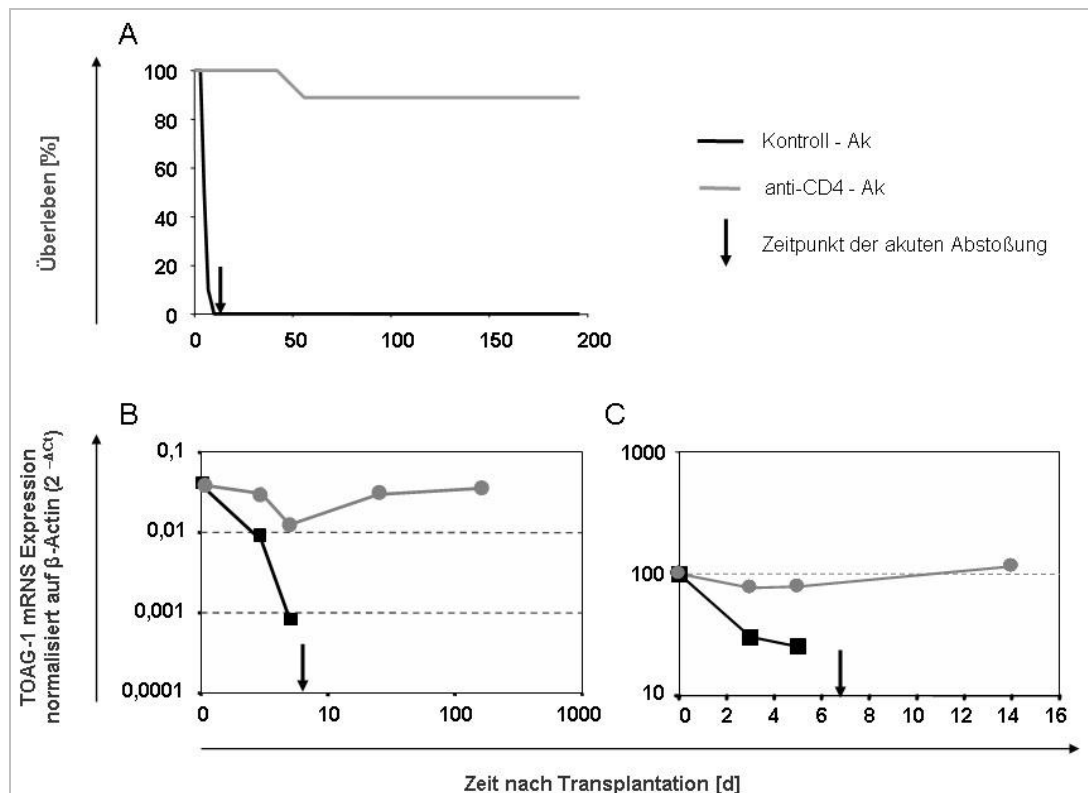 A
Überleben [%]
100
80
60
40
20
0
0 50 100 150 200
Kontroll - Ak
anti-CD4 - Ak
Zeitpunkt der akuten Abstoßung
B
TOAG-1 mRNS Expression
normalisiert auf β-Actin (2 -ΔCt)
0,1
0,01
0,001
0,0001
0 10 100 1000
C
1000
100
10
0 2 4 6 8 10 12 14 16
Zeit nach Transplantation [d]